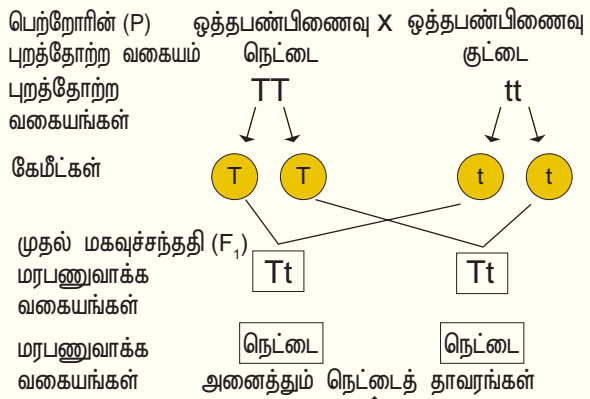 பெற்றோரின் (P) ஒத்தபண்பிணைவு X ஒத்தபண்பிணைவு
புறத்தோற்ற வகையம் நெட்டை குட்டை
புறத்தோற்ற வகையங்கள் TT tt
கேமீட்கள் T T t t
முதல் மகவுச்சந்ததி (F₁)
மரபணுவாக்க வகையங்கள் Tt Tt
மரபணுவாக்க நெட்டை நெட்டை
வகையங்கள் அனைத்தும் நெட்டைத் தாவரங்கள்